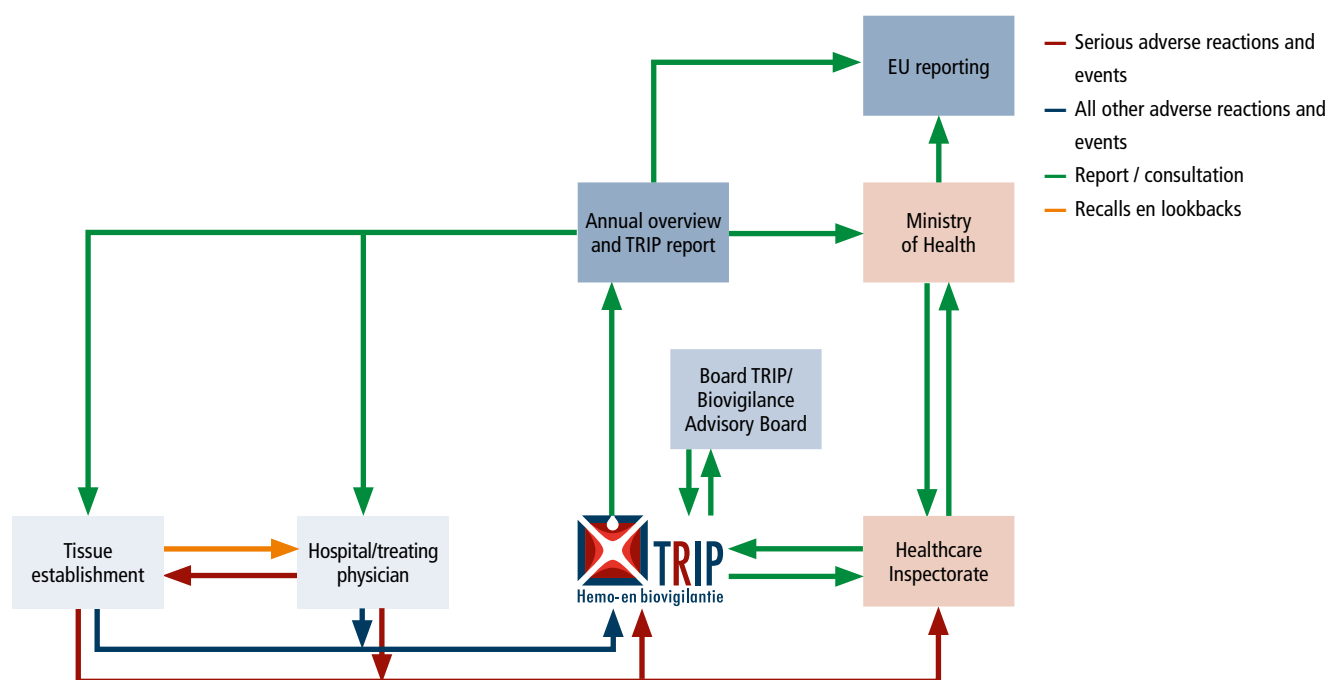 EU reporting
Serious adverse reactions and
events
All other adverse reactions and
events
Report / consultation
Recalls en lookbacks
Annual overview
and TRIP report
Ministry
of Health
Board TRIP/
Biovigilance
Advisory Board
Tissue
establishment
Hospital/treating
physician
TRIP
Hemo- en biovigilantie
Healthcare
Inspectorate